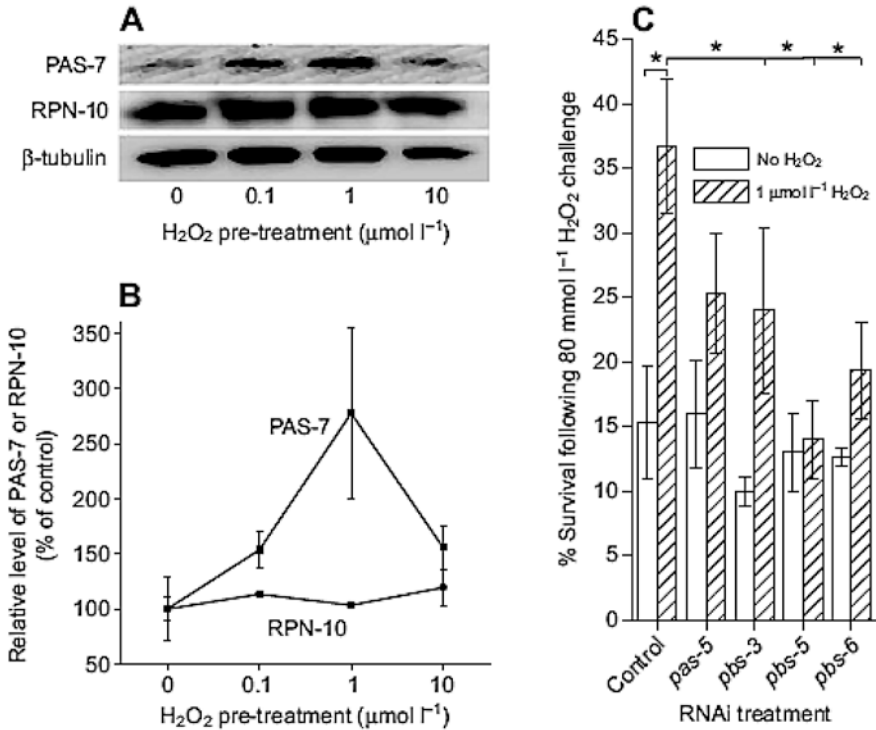 A
PAS-7
RPN-10
β-tubulin
0 0.1 1 10
H₂O₂ pre-treatment (μmol l⁻¹)
B
Relative level of PAS-7 or RPN-10
(% of control)
350
300
250
200
150
100
50
PAS-7
RPN-10
0 0.1 1 10
H₂O₂ pre-treatment (μmol l⁻¹)
C
% Survival following 80 mmol l⁻¹ H₂O₂ challenge
45
40
35
30
25
20
15
10
5
0
* * * *
No H₂O₂
1 μmol l⁻¹ H₂O₂
Control pas-5 pbs-3 pbs-5 pbs-6
RNAi treatment